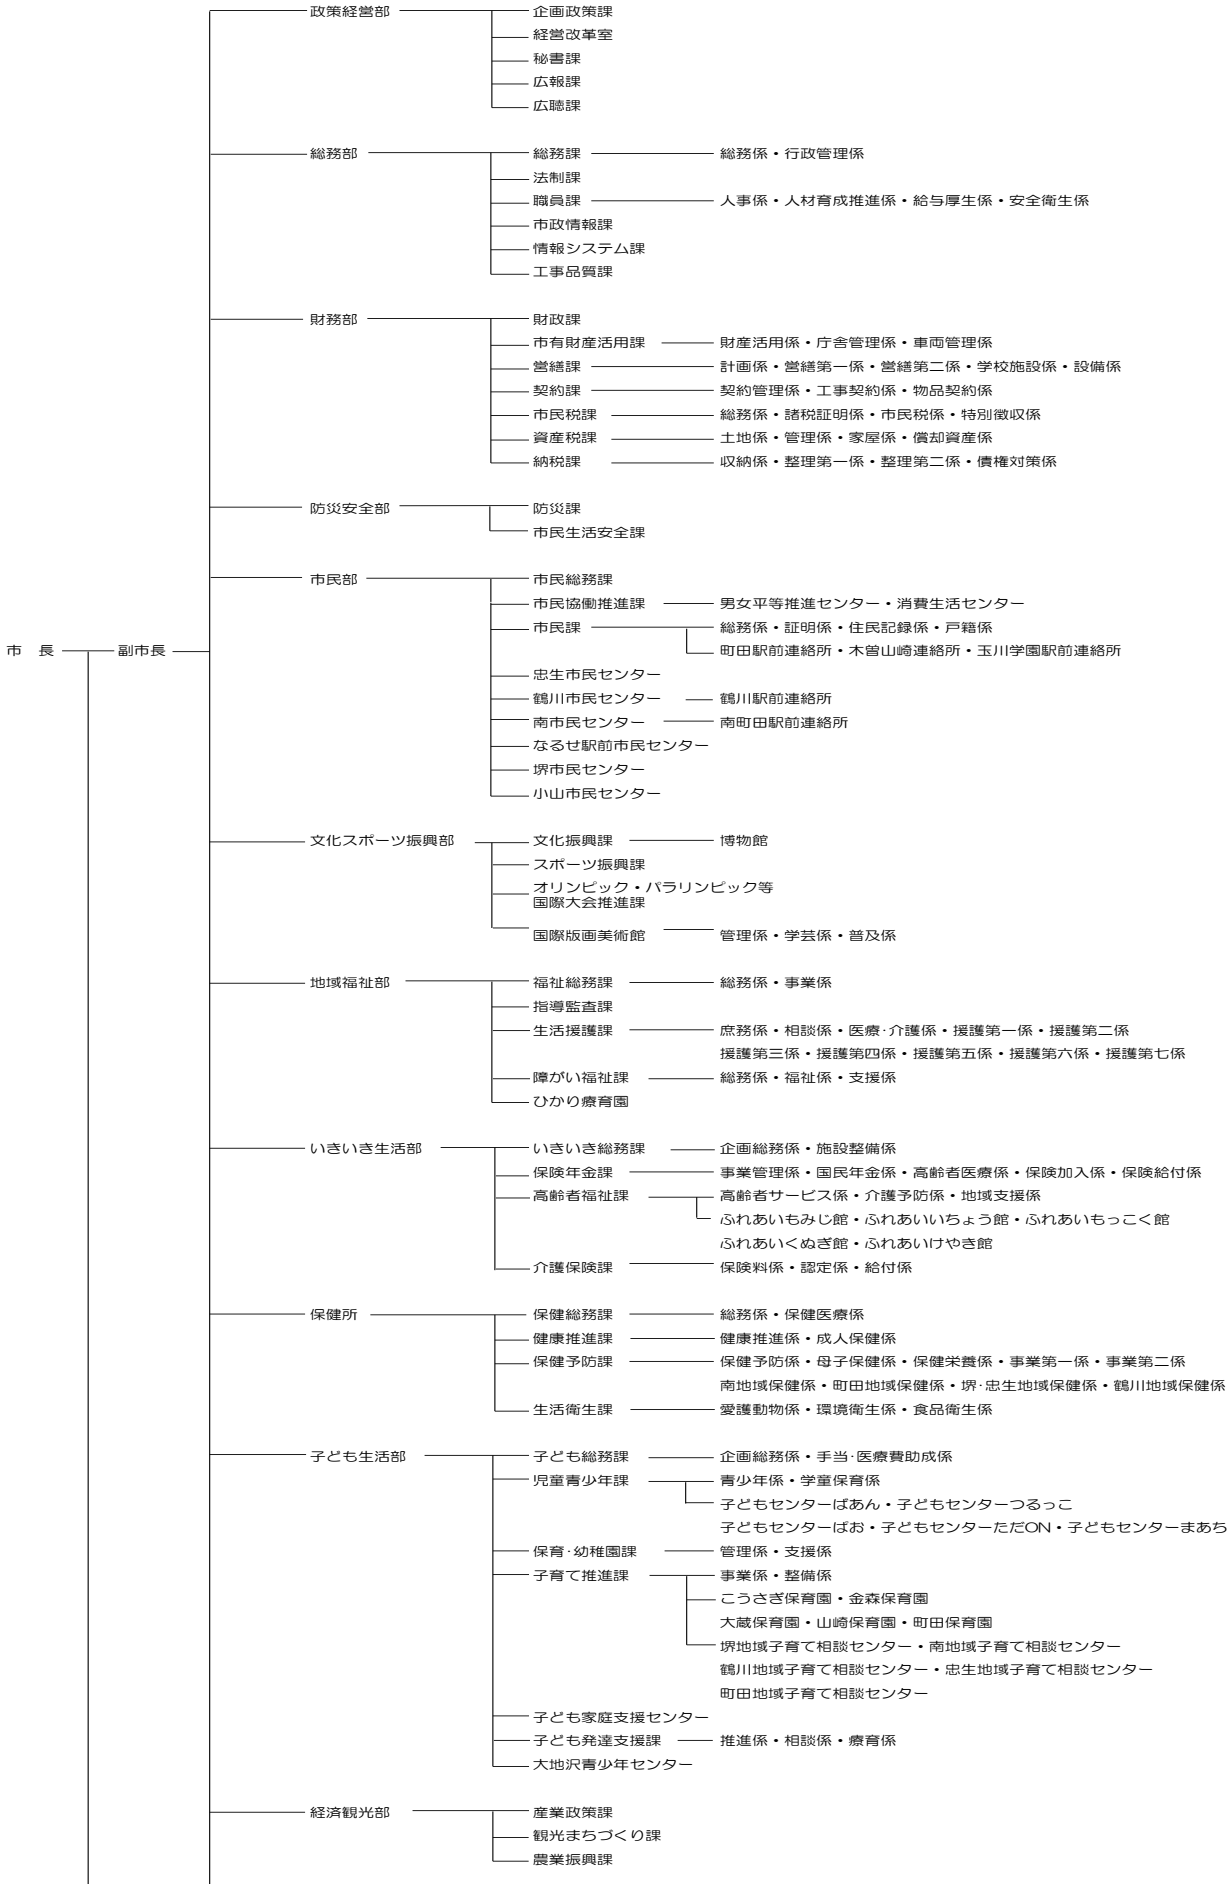 政策経営部 企画政策課
経営改革室
秘書課
広報課
広聴課
総務部 総務課 総務係・行政管理係
法制課
職員課 人事係・人材育成推進係・給与厚生係・安全衛生係
市政情報課
情報システム課
工事品質課
財務部 財政課
市有財産活用課 財産活用係・庁舎管理係・車両管理係
営繕課 計画係・営繕第一係・営繕第二係・学校施設係・設備係
契約課 契約管理係・工事契約係・物品契約係
市民税課 総務係・諸税証明係・市民税係・特別徴収係
資産税課 土地係・管理係・家屋係・償却資産係
納税課 収納係・整理第一係・整理第二係・債権対策係
防災安全部 防災課
市民生活安全課
市民部 市民総務課
市民協働推進課 男女平等推進センター・消費生活センター
市民課 総務係・証明係・住民記録係・戸籍係
市　長 副市長 町田駅前連絡所・木曽山崎連絡所・玉川学園駅前連絡所
忠生市民センター
鶴川市民センター 鶴川駅前連絡所
南市民センター 南町田駅前連絡所
なるせ駅前市民センター
堺市民センター
小山市民センター
文化スポーツ振興部 文化振興課 博物館
スポーツ振興課
オリンピック・パラリンピック等
国際大会推進課
国際版画美術館 管理係・学芸係・普及係
地域福祉部 福祉総務課 総務係・事業係
指導監査課
生活援護課 庶務係・相談係・医療･介護係・援護第一係・援護第二係
援護第三係・援護第四係・援護第五係・援護第六係・援護第七係
障がい福祉課 総務係・福祉係・支援係
ひかり療育園
いきいき生活部 いきいき総務課 企画総務係・施設整備係
保険年金課 事業管理係・国民年金係・高齢者医療係・保険加入係・保険給付係
高齢者福祉課 高齢者サービス係・介護予防係・地域支援係
ふれあいもみじ館・ふれあいいちょう館・ふれあいもっこく館
ふれあいくぬぎ館・ふれあいけやき館
介護保険課 保険料係・認定係・給付係
保健所 保健総務課 総務係・保健医療係
健康推進課 健康推進係・成人保健係
保健予防課 保健予防係・母子保健係・保健栄養係・事業第一係・事業第二係
南地域保健係・町田地域保健係・堺･忠生地域保健係・鶴川地域保健係
生活衛生課 愛護動物係・環境衛生係・食品衛生係
子ども生活部 子ども総務課 企画総務係・手当･医療費助成係
児童青少年課 青少年係・学童保育係
子どもセンターばあん・子どもセンターつるっこ
子どもセンターぱお・子どもセンターただON・子どもセンターまあち
保育･幼稚園課 管理係・支援係
子育て推進課 事業係・整備係
こうさぎ保育園・金森保育園
大蔵保育園・山崎保育園・町田保育園
堺地域子育て相談センター・南地域子育て相談センター
鶴川地域子育て相談センター・忠生地域子育て相談センター
町田地域子育て相談センター
子ども家庭支援センター
子ども発達支援課 推進係・相談係・療育係
大地沢青少年センター
経済観光部 産業政策課
観光まちづくり課
農業振興課